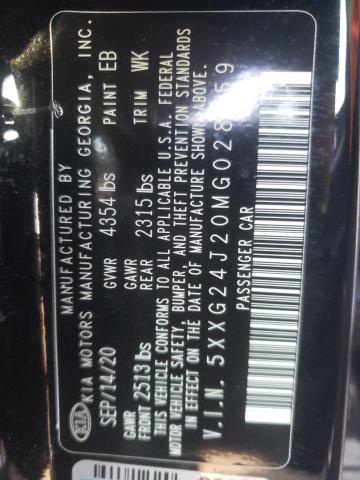 MANUFACTURED BY
KIA KIA MOTORS MANUFACTURING GEORGIA, INC.
SEP/14/20 GVWR 4354 lbs PAINT EB
GAWR FRONT 2513 lbs GAWR REAR 2315 lbs TRIM WK
THIS VEHICLE CONFORMS TO ALL APPLICABLE U.S.A. FEDERAL
MOTOR VEHICLE SAFETY, BUMPER, AND THEFT PREVENTION STANDARDS
IN EFFECT ON THE DATE OF MANUFACTURE SHOWN ABOVE.
V.I.N. 
PASSENGER CAR